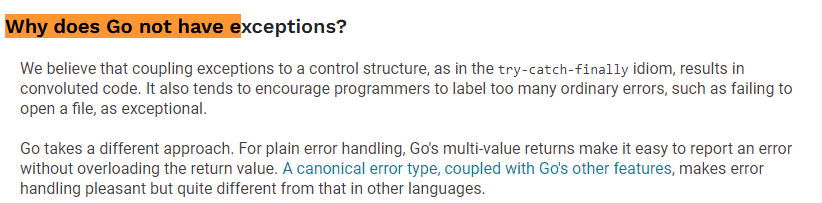 Why does Go not have exceptions?
We believe that coupling exceptions to a control structure, as in the try-catch-finally idiom, results in
convoluted code. It also tends to encourage programmers to label too many ordinary errors, such as failing to
open a file, as exceptional.
Go takes a different approach. For plain error handling, Go's multi-value returns make it easy to report an error
without overloading the return value. A canonical error type, coupled with Go's other features, makes error
handling pleasant but quite different from that in other languages.